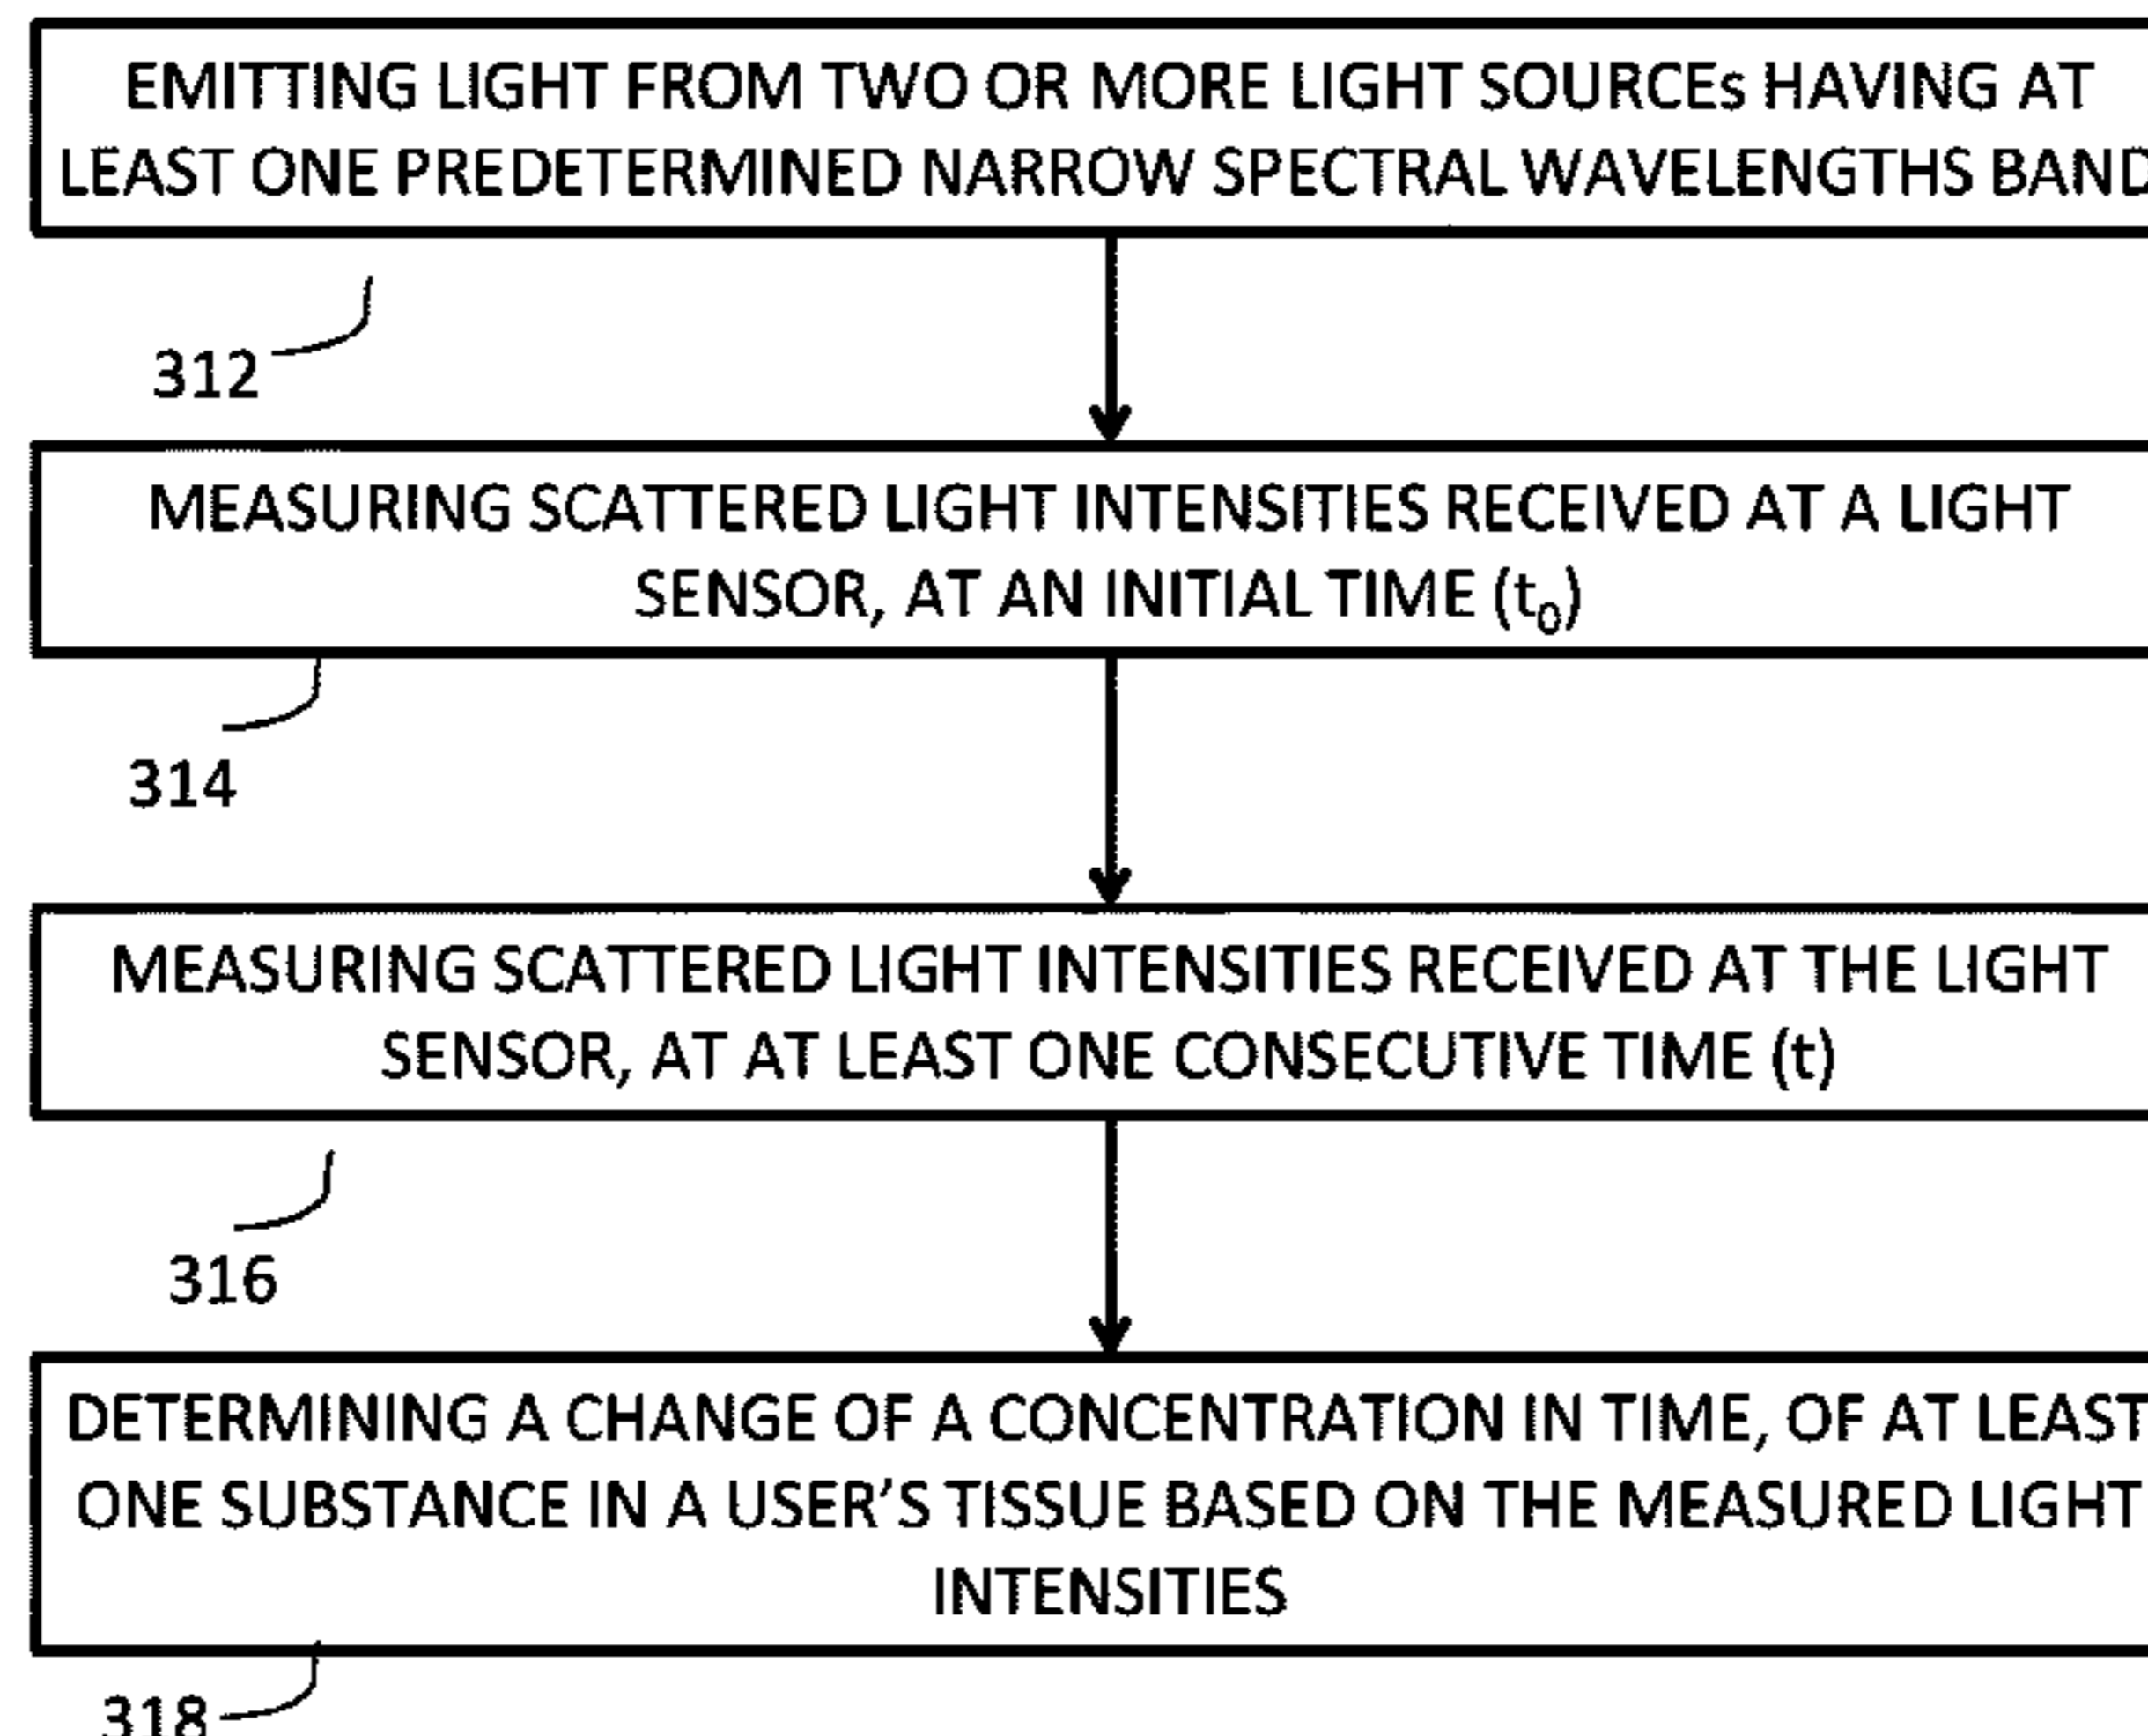 EMITTING LIGHT FROM TWO OR MORE LIGHT SOURCEs HAVING AT
LEAST ONE PREDETERMINED NARROW SPECTRAL WAVELENGTHS BAND
312
MEASURING SCATTERED LIGHT INTENSITIES RECEIVED AT A LIGHT
SENSOR, AT AN INITIAL TIME (t₀)
314
MEASURING SCATTERED LIGHT INTENSITIES RECEIVED AT THE LIGHT
SENSOR, AT AT LEAST ONE CONSECUTIVE TIME (t)
316
DETERMINING A CHANGE OF A CONCENTRATION IN TIME, OF AT LEAST
ONE SUBSTANCE IN A USER’S TISSUE BASED ON THE MEASURED LIGHT
INTENSITIES
318